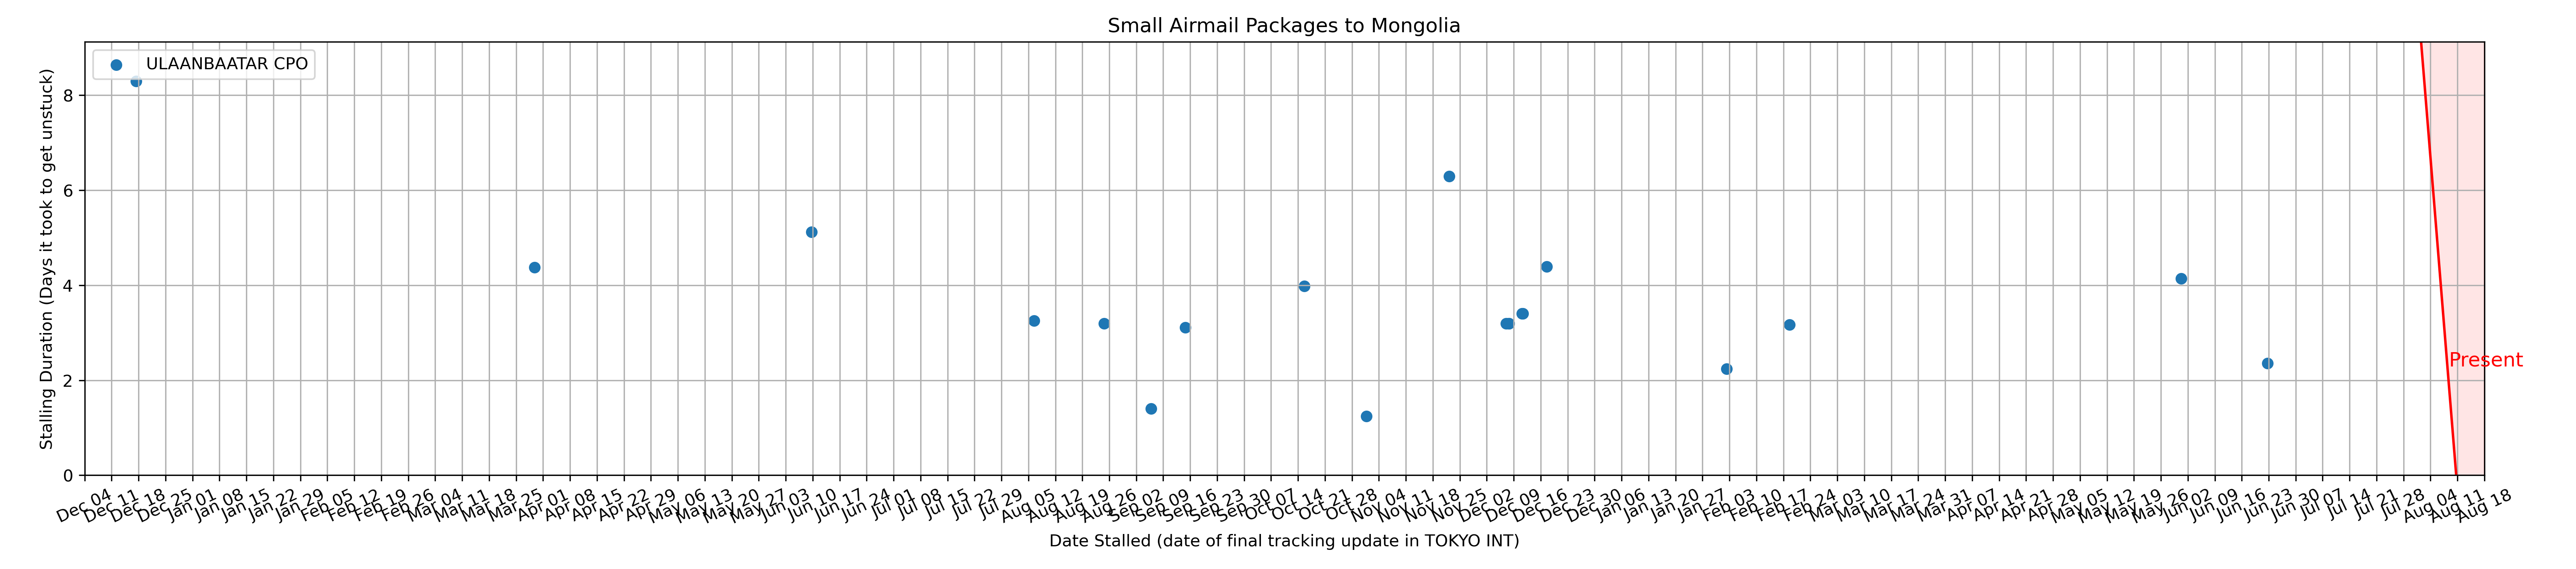 Small Airmail Packages to Mongolia
ULAANBAATAR CPO
Stalling Duration (Days it took to get unstuck)
8
6
4
2
0
Present
Dec 04 Dec 11 Dec 18 Dec 25 Jan 01 Jan 08 Jan 15 Jan 22 Jan 29 Feb 05 Feb 12 Feb 19 Feb 26 Mar 04 Mar 11 Mar 18 Mar 25 Apr 01 Apr 08 Apr 15 Apr 22 Apr 29 May 06 May 13 May 20 May 27 Jun 03 Jun 10 Jun 17 Jun 24 Jul 01 Jul 08 Jul 15 Jul 22 Jul 29 Aug 05 Aug 12 Aug 19 Aug 26 Sep 02 Sep 09 Sep 16 Sep 23 Sep 30 Oct 07 Oct 14 Oct 21 Oct 28 Nov 04 Nov 11 Nov 18 Nov 25 Dec 02 Dec 09 Dec 16 Dec 23 Dec 30 Jan 06 Jan 13 Jan 20 Jan 27 Feb 03 Feb 10 Feb 17 Feb 24 Mar 03 Mar 10 Mar 17 Mar 24 Mar 31 Apr 07 Apr 14 Apr 21 Apr 28 May 05 May 12 May 19 May 26 Jun 02 Jun 09 Jun 16 Jun 23 Jun 30 Jul 07 Jul 14 Jul 21 Jul 28 Aug 04 Aug 11 Aug 18
Date Stalled (date of final tracking update in TOKYO INT)